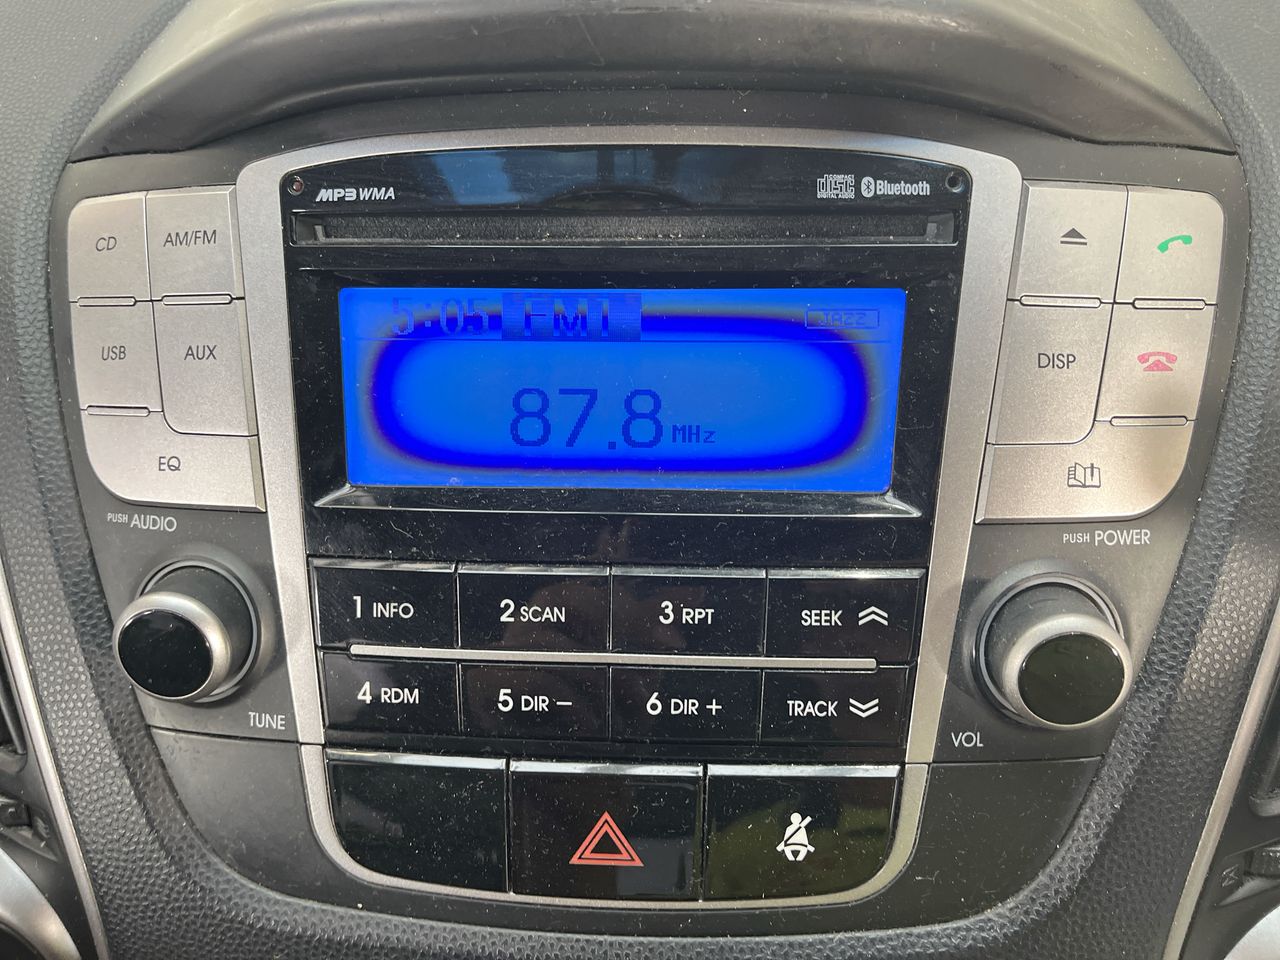 MP3 WMA
COMPACT disc DIGITAL AUDIO Bluetooth
CD
AM/FM
USB
AUX
EQ
PUSH AUDIO
TUNE
5:05 FM1 JAZZ
87.8 MHz
1 INFO
2 SCAN
3 RPT
SEEK
4 RDM
5 DIR –
6 DIR +
TRACK
DISP
PUSH POWER
VOL